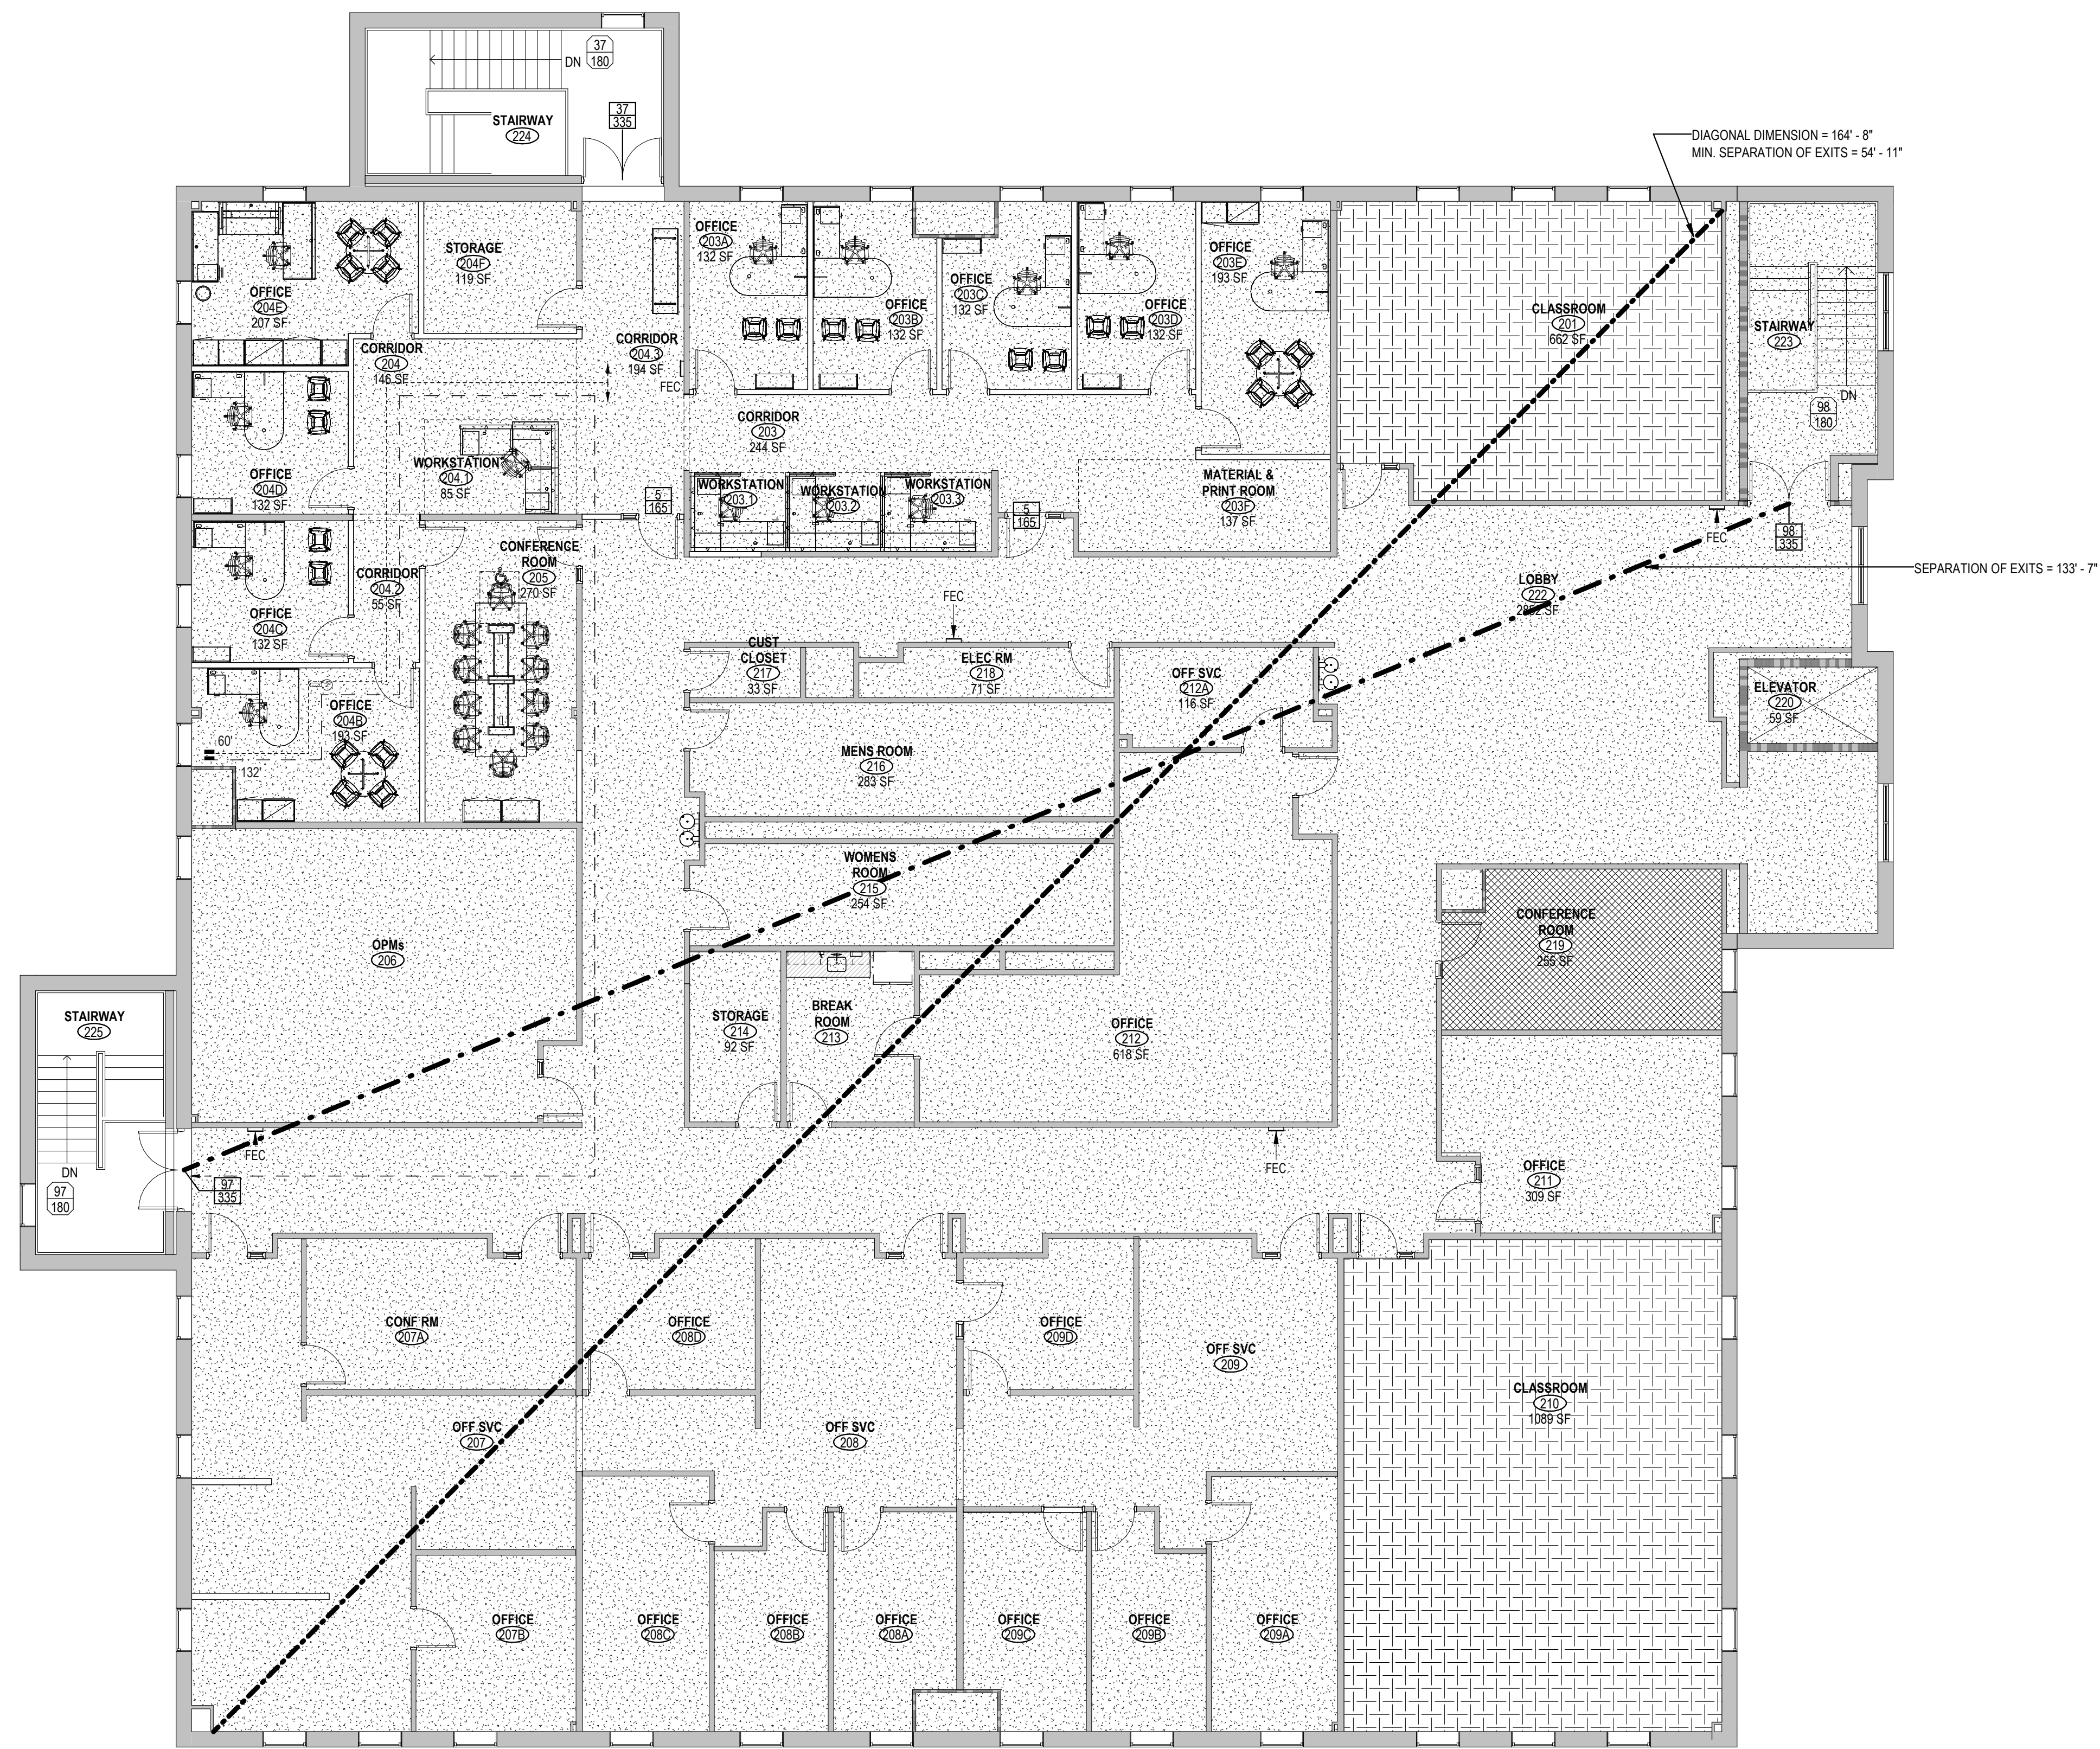 37
180
DN
37
335
STAIRWAY
224
DIAGONAL DIMENSION = 164' - 8"
MIN. SEPARATION OF EXITS = 54' - 11"
OFFICE
204E
207 SF
STORAGE
204F
119 SF
CORRIDOR
204.3
194 SF
FEC
OFFICE
203A
132 SF
OFFICE
203B
132 SF
OFFICE
203C
132 SF
OFFICE
203D
132 SF
OFFICE
203E
193 SF
CLASSROOM
201
662 SF
STAIRWAY
223
DN
98
180
CORRIDOR
204
146 SF
OFFICE
204D
132 SF
WORKSTATION
204.1
85 SF
CORRIDOR
203
244 SF
WORKSTATION
203.1
WORKSTATION
203.2
WORKSTATION
203.3
MATERIAL &
PRINT ROOM
203F
137 SF
5
165
5
165
FEC
98
335
SEPARATION OF EXITS = 133' - 7"
CONFERENCE
ROOM
205
270 SF
CORRIDOR
204.2
55 SF
OFFICE
204C
132 SF
FEC
LOBBY
222
SF
CUST
CLOSET
217
33 SF
ELEC RM
218
71 SF
OFF SVC
212A
116 SF
ELEVATOR
220
59 SF
OFFICE
204B
193 SF
60'
132'
MENS ROOM
216
283 SF
WOMENS
ROOM
215
254 SF
CONFERENCE
ROOM
219
255 SF
OPMs
206
STAIRWAY
225
STORAGE
214
92 SF
BREAK
ROOM
213
OFFICE
212
618 SF
DN
97
180
FEC
97
335
FEC
OFFICE
211
309 SF
CONF RM
207A
OFFICE
208D
OFFICE
209D
OFF SVC
209
CLASSROOM
210
1089 SF
OFF SVC
207
OFF SVC
208
OFFICE
207B
OFFICE
208C
OFFICE
208B
OFFICE
208A
OFFICE
209C
OFFICE
209B
OFFICE
209A